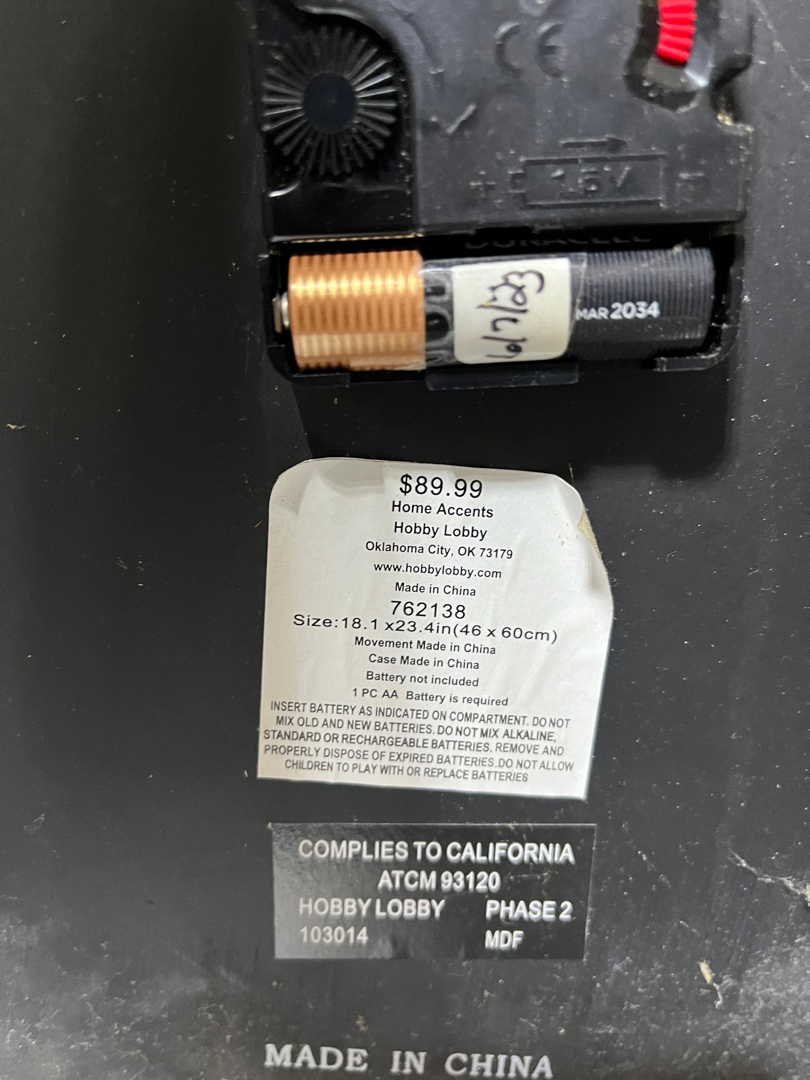 CE
+ 1.5V -
DURACELL
6/7/23
MAR 2034
$89.99
Home Accents
Hobby Lobby
Oklahoma City, OK 73179
www.hobbylobby.com
Made in China
762138
Size:18.1 x23.4in(46 x 60cm)
Movement Made in China
Case Made in China
Battery not included
1 PC AA Battery is required
INSERT BATTERY AS INDICATED ON COMPARTMENT. DO NOT
MIX OLD AND NEW BATTERIES. DO NOT MIX ALKALINE,
STANDARD OR RECHARGEABLE BATTERIES. REMOVE AND
PROPERLY DISPOSE OF EXPIRED BATTERIES.DO NOT ALLOW
CHILDREN TO PLAY WITH OR REPLACE BATTERIES
COMPLIES TO CALIFORNIA
ATCM 93120
HOBBY LOBBY PHASE 2
103014 MDF
MADE IN CHINA